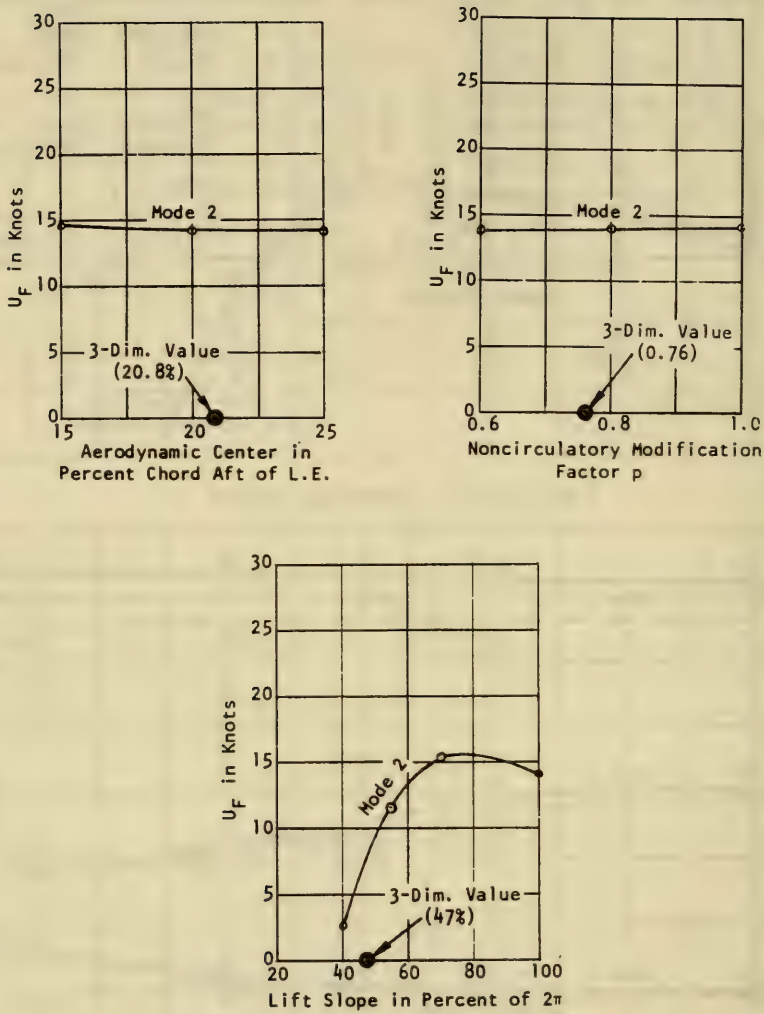 30
25
20
15
10
5
0
U_F in Knots
Mode 2
3-Dim. Value
(20.8%)
15
20
25
Aerodynamic Center in
Percent Chord Aft of L.E.
30
25
20
15
10
5
0
U_F in Knots
Mode 2
3-Dim. Value
(0.76)
0.6
0.8
1.0
Noncirculatory Modification
Factor p
30
25
20
15
10
5
0
U_F in Knots
Mode 2
3-Dim. Value
(47%)
20
40
60
80
100
Lift Slope in Percent of 2π